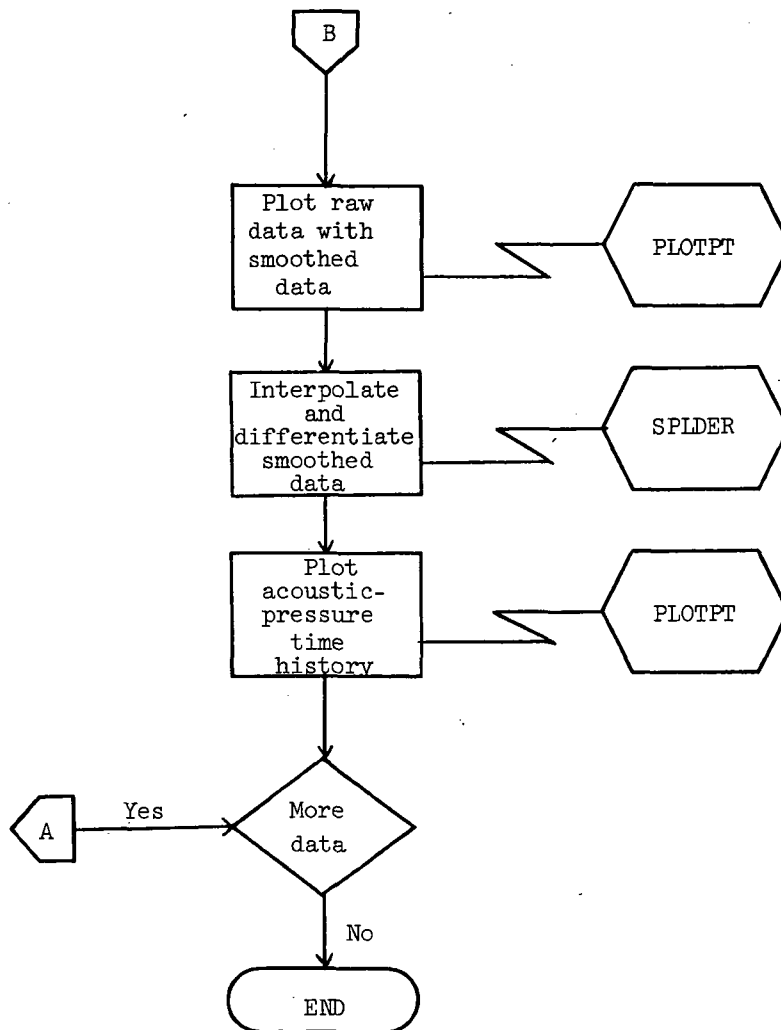 B
Plot raw
data with
smoothed
data
PLOTPT
Interpolate
and
differentiate
smoothed
data
SPLDER
Plot
acoustic-
pressure
time
history
PLOTPT
A
Yes
More
data
No
END